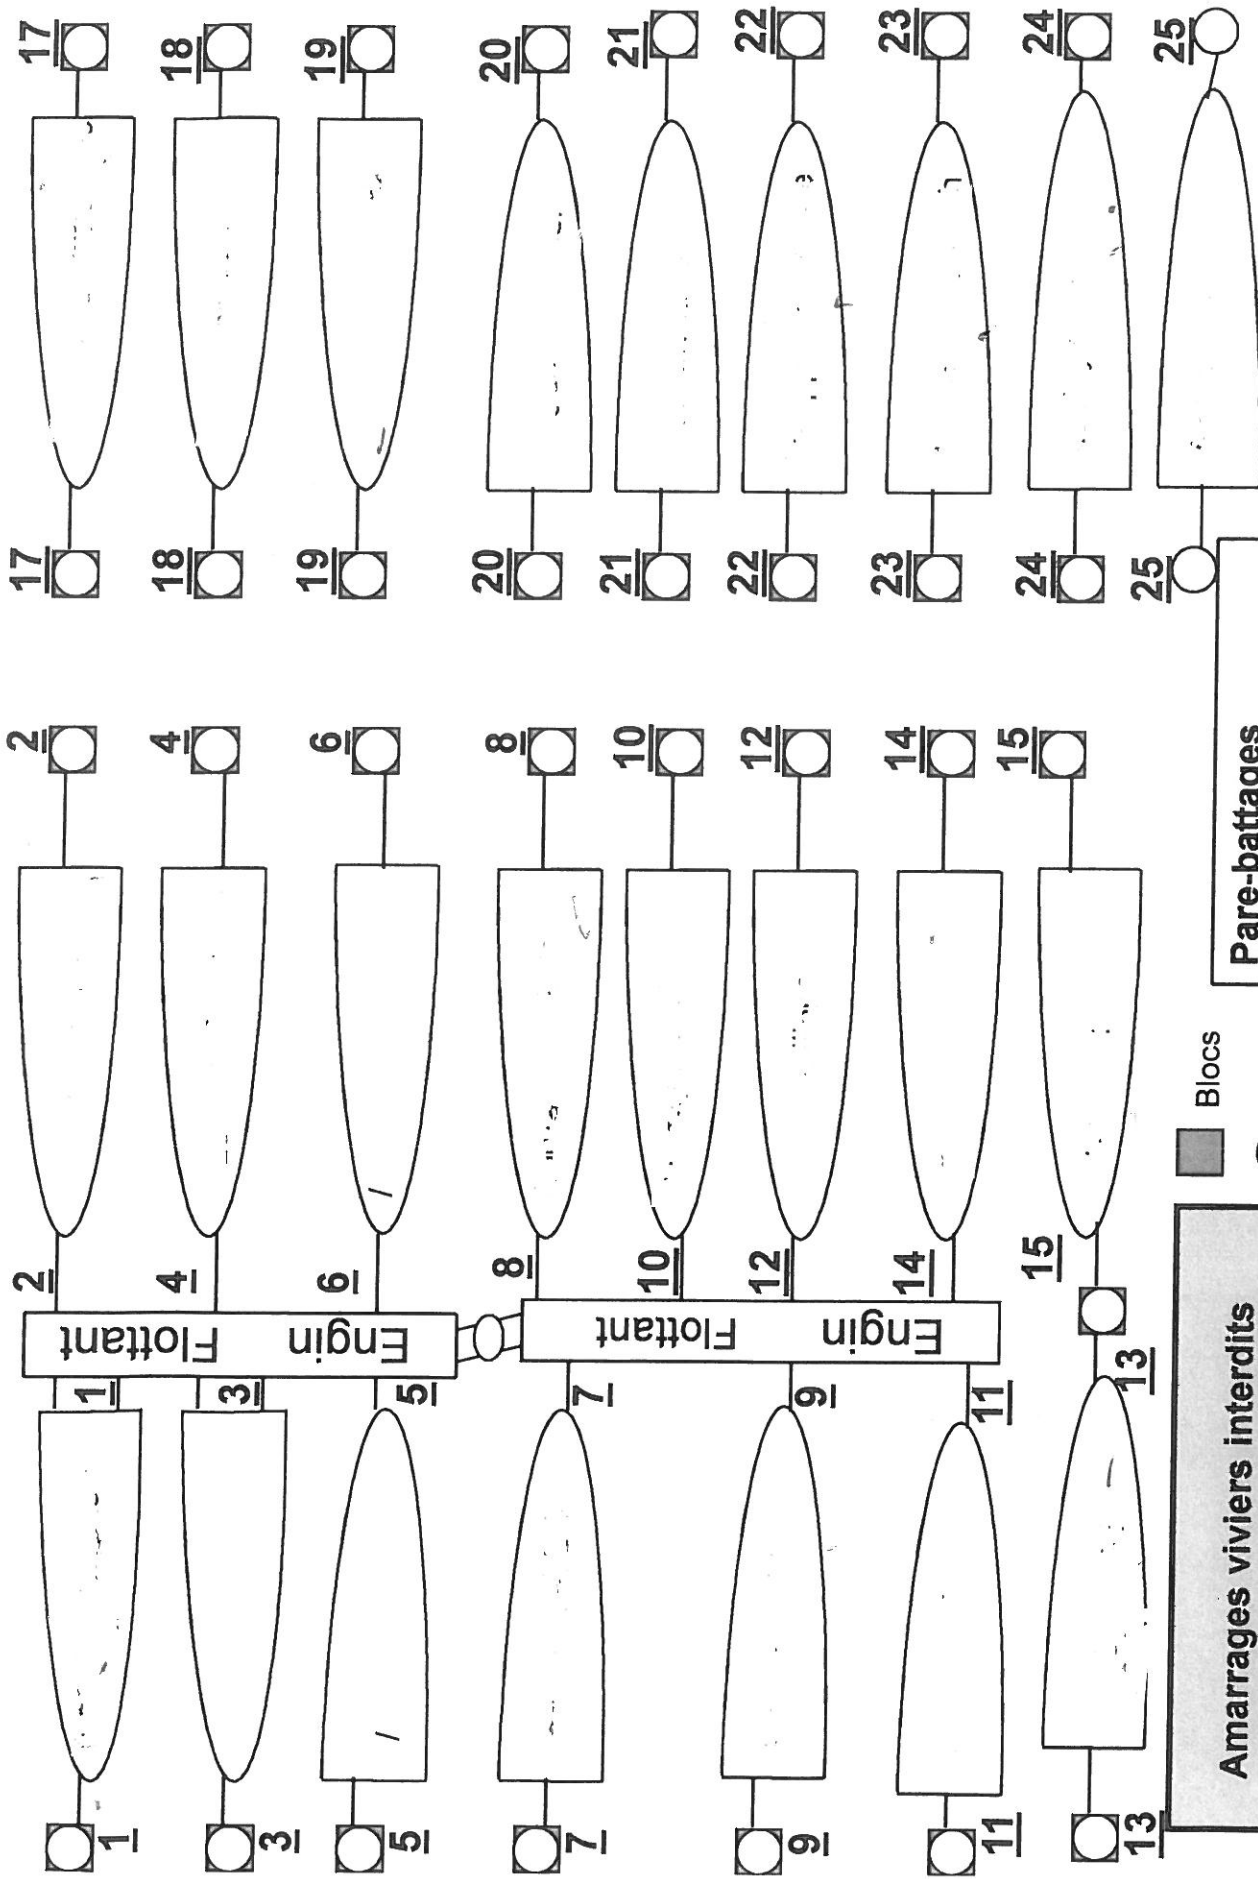 2 2 17 17
1 1
4 4 18 18
Engin Flottant
3 3
6 6 19 19
5 5
8 8 20 20
7 7
10 10 21 21
Engin Flottant
12 12 22 22
9 9
14 14 23 23
11 11
15 15 24 24
13 13
25 25
Blocs
Amarrages viviers interdits
Pare-battages